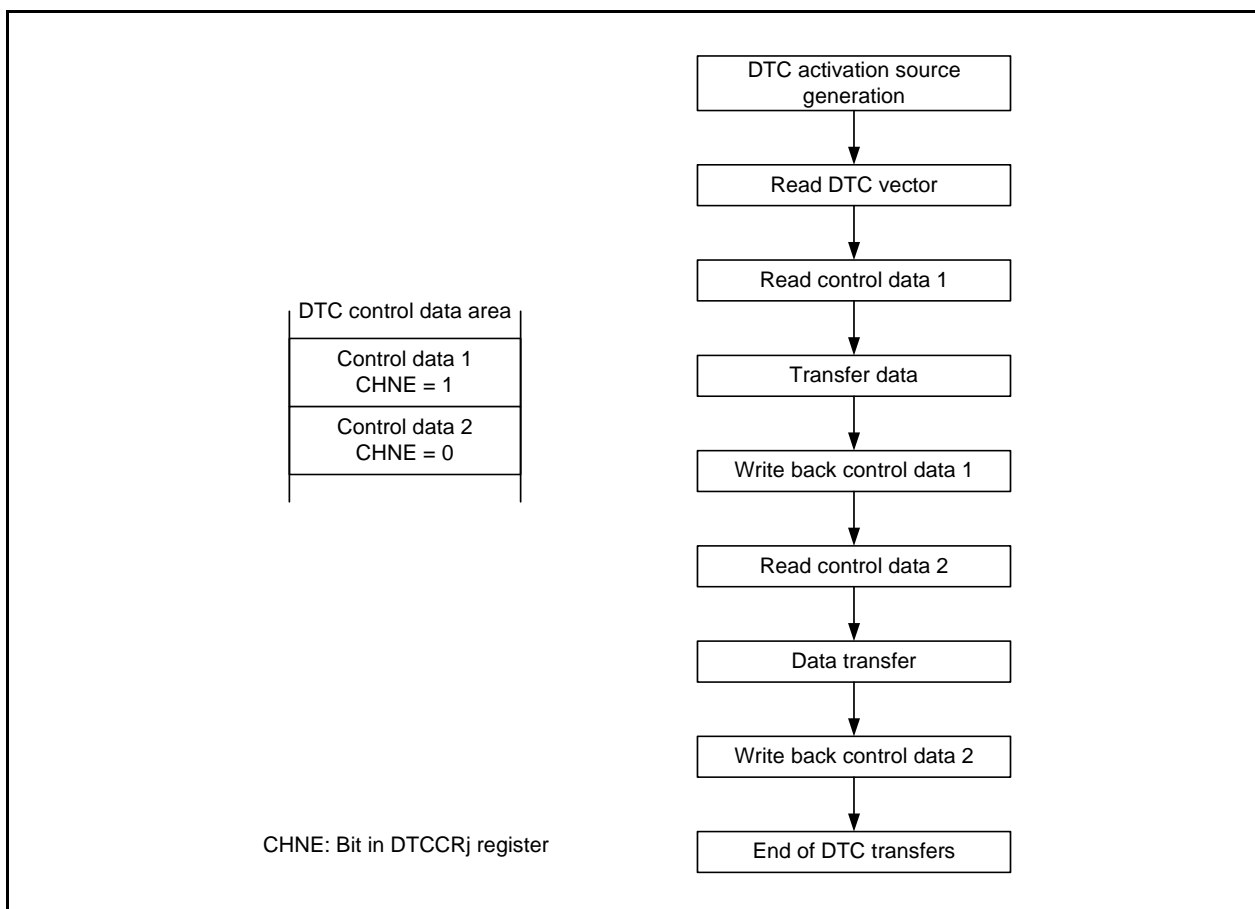 DTC activation source
generation
Read DTC vector
Read control data 1
Transfer data
Write back control data 1
Read control data 2
Data transfer
Write back control data 2
End of DTC transfers
DTC control data area
Control data 1
CHNE = 1
Control data 2
CHNE = 0
CHNE: Bit in DTCCRj register